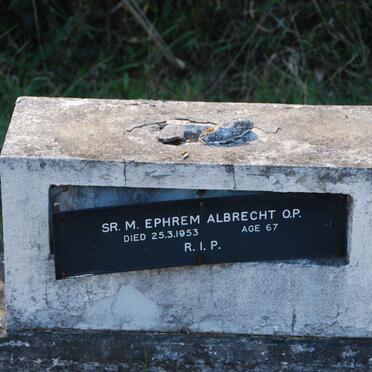 SR. M. EPHREM ALBRECHT O.P.
DIED 25.3.1953 AGE 67
R.I.P.